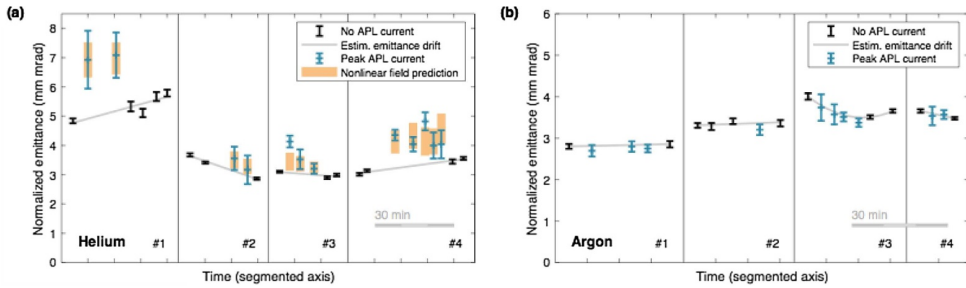 (a)
Normalized emittance (mm mrad)
8
7
6
5
4
3
2
1
0
No APL current
Estim. emittance drift
Peak APL current
Nonlinear field prediction
30 min
Helium
#1
#2
#3
#4
Time (segmented axis)
(b)
Normalized emittance (mm mrad)
6
5
4
3
2
1
0
No APL current
Estim. emittance drift
Peak APL current
30 min
Argon
#1
#2
#3
#4
Time (segmented axis)